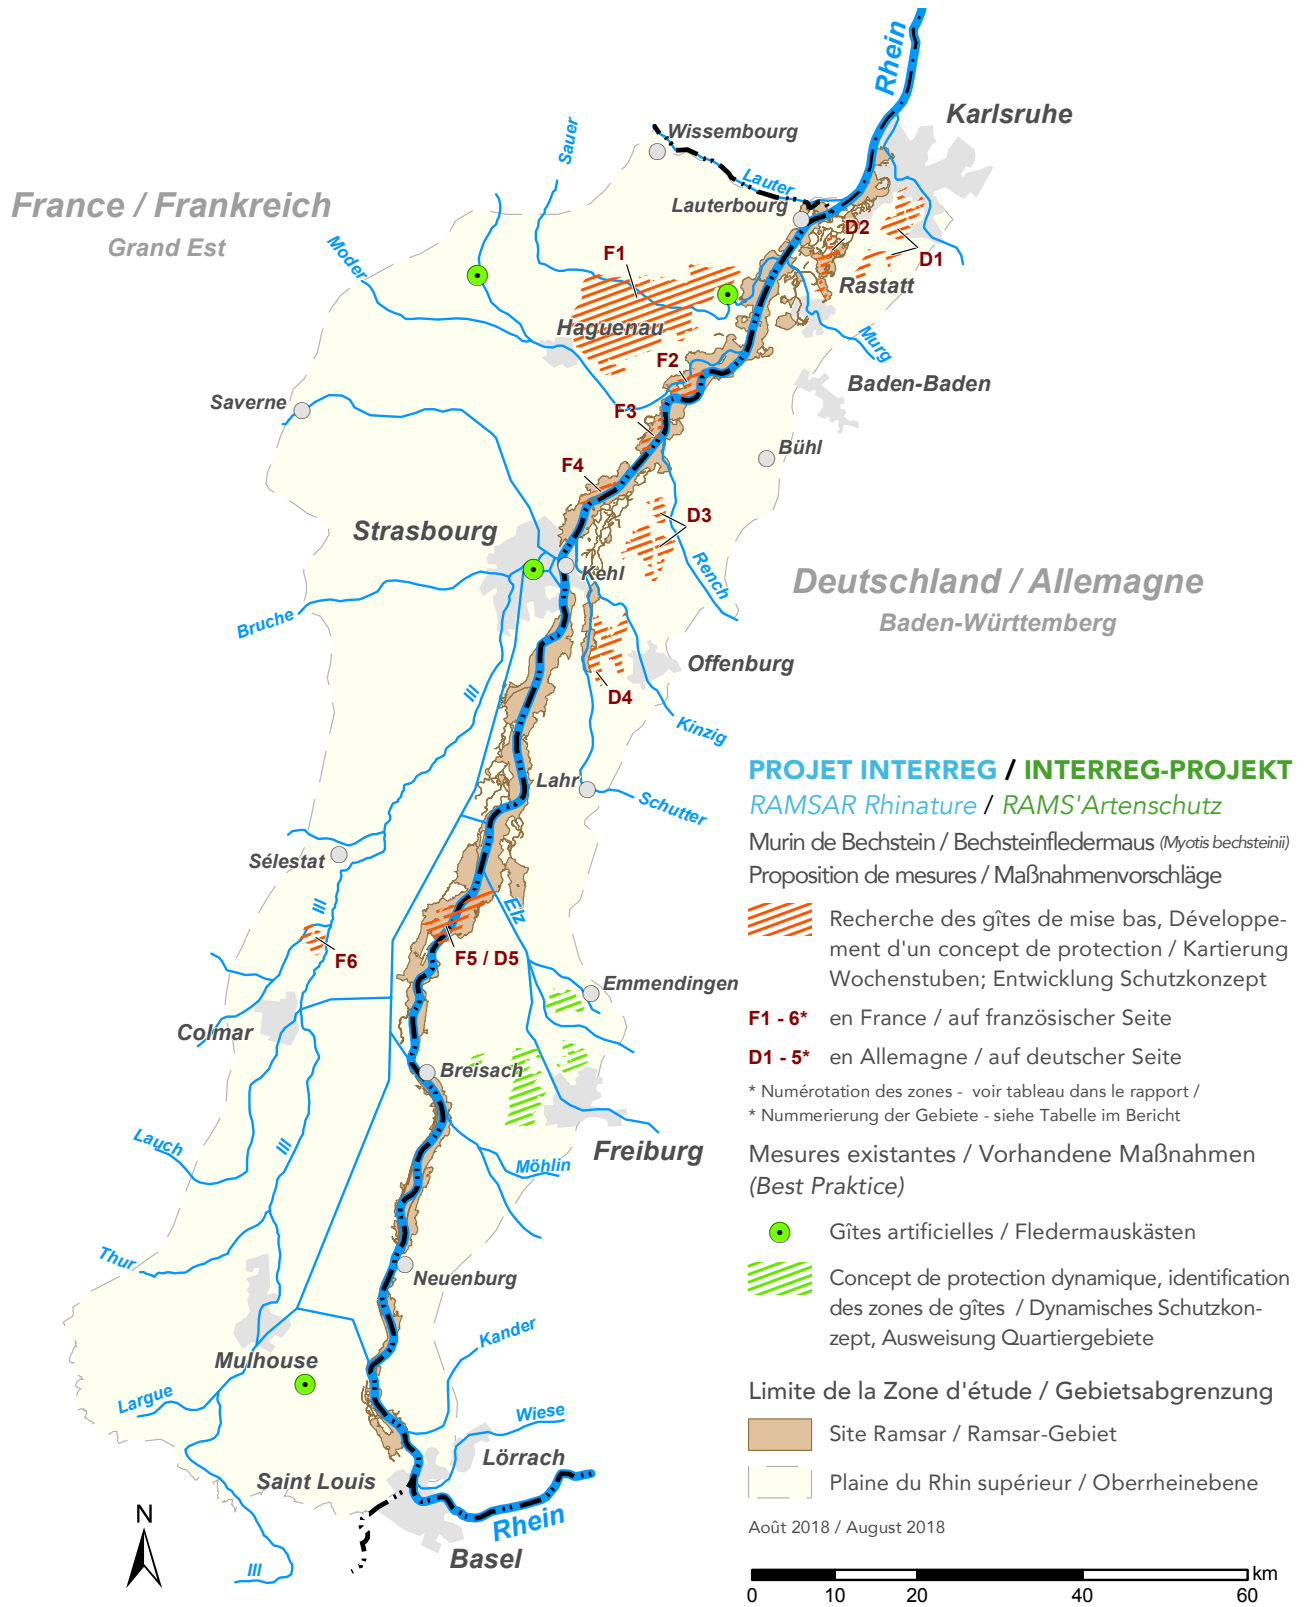 Rhein
Karlsruhe
Wissembourg
Sauer
Lauter
Lauterbourg
France / Frankreich
Grand Est
Moder
F1
D2
D1
Rastatt
Haguenau
Murg
F2
Baden-Baden
Saverne
F3
Bühl
F4
Strasbourg
D3
Kehl
Rench
Deutschland / Allemagne
Baden-Württemberg
Bruche
Offenburg
Ill
D4
Kinzig
Lahr
Schutter
Sélestat
Ill
Elz
F6
F5 / D5
Emmendingen
Colmar
Breisach
Lauch
Ill
Freiburg
Möhlin
Thur
Neuenburg
Kander
Mulhouse
Largue
Wiese
Lörrach
Saint Louis
Rhein
Basel
N
Ill
PROJET INTERREG / INTERREG-PROJEKT
RAMSAR Rhinature / RAMS'Artenschutz
Murin de Bechstein / Bechsteinfledermaus (Myotis bechsteinii)
Proposition de mesures / Maßnahmenvorschläge
Recherche des gîtes de mise bas, Développe-
ment d'un concept de protection / Kartierung
Wochenstuben; Entwicklung Schutzkonzept
F1 - 6* en France / auf französischer Seite
D1 - 5* en Allemagne / auf deutscher Seite
* Numérotation des zones - voir tableau dans le rapport /
* Nummerierung der Gebiete - siehe Tabelle im Bericht
Mesures existantes / Vorhandene Maßnahmen
(Best Praktice)
Gîtes artificielles / Fledermauskästen
Concept de protection dynamique, identification
des zones de gîtes / Dynamisches Schutzkon-
zept, Ausweisung Quartiergebiete
Limite de la Zone d'étude / Gebietsabgrenzung
Site Ramsar / Ramsar-Gebiet
Plaine du Rhin supérieur / Oberrheinebene
Août 2018 / August 2018
km
0 10 20 40 60